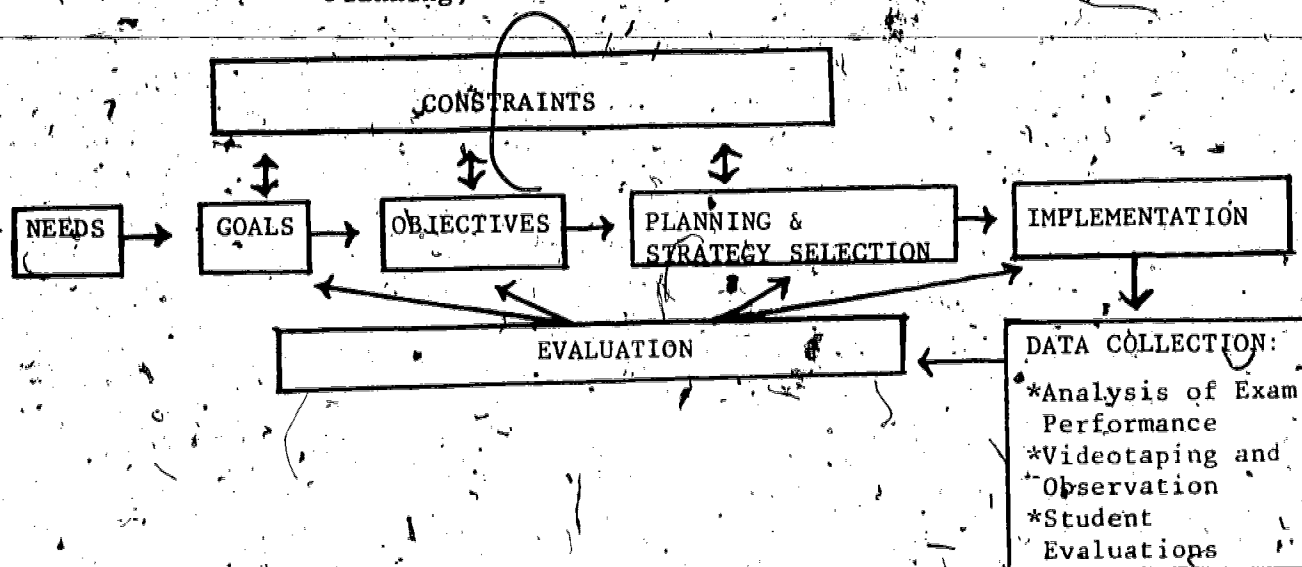 CONSTRAINTS
NEEDS
GOALS
OBJECTIVES
PLANNING &
STRATEGY SELECTION
IMPLEMENTATION
EVALUATION
DATA COLLECTION:
*Analysis of Exam
Performance
*Videotaping and
Observation
*Student
Evaluations